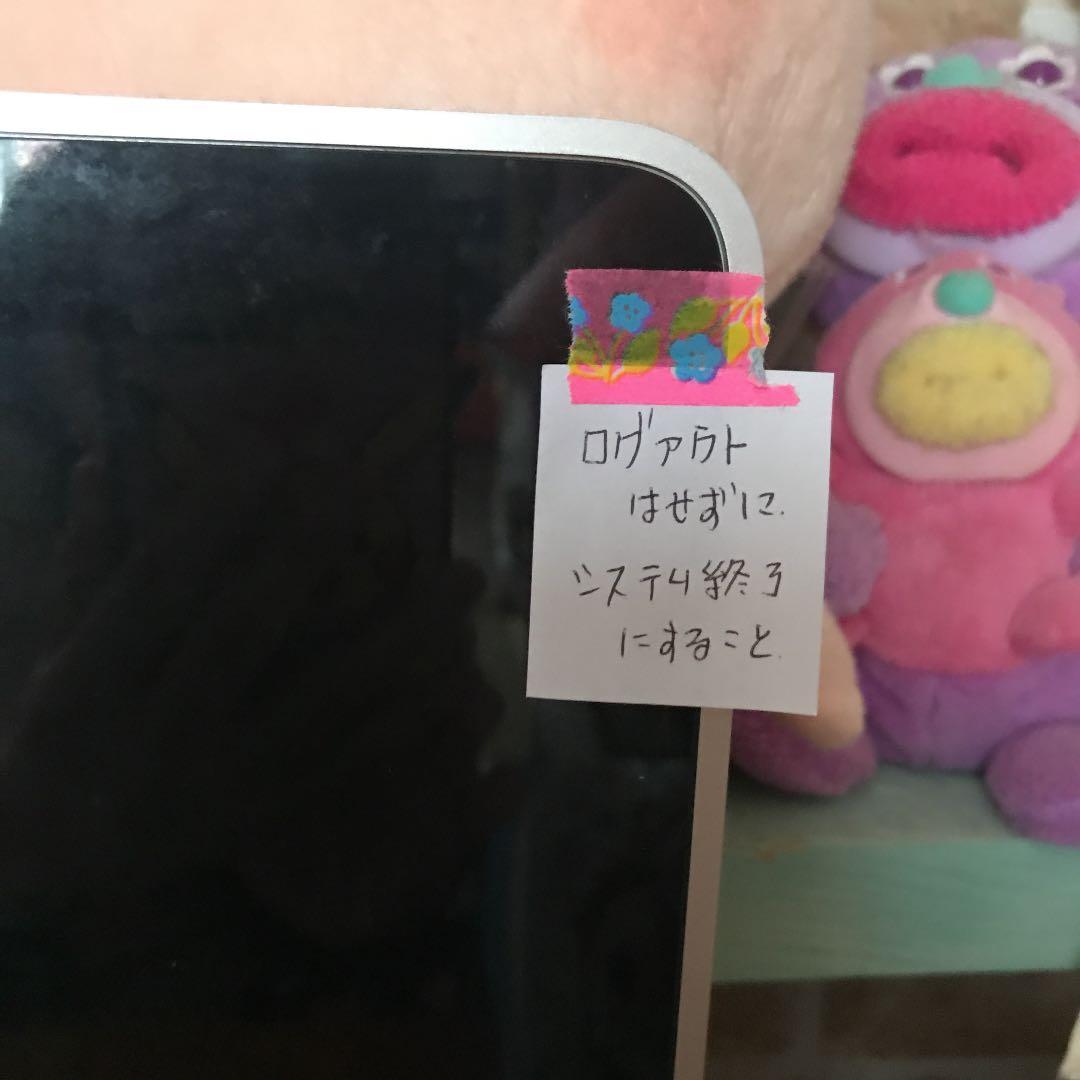 ログアウト
はせずに.
システム終了
にすること.